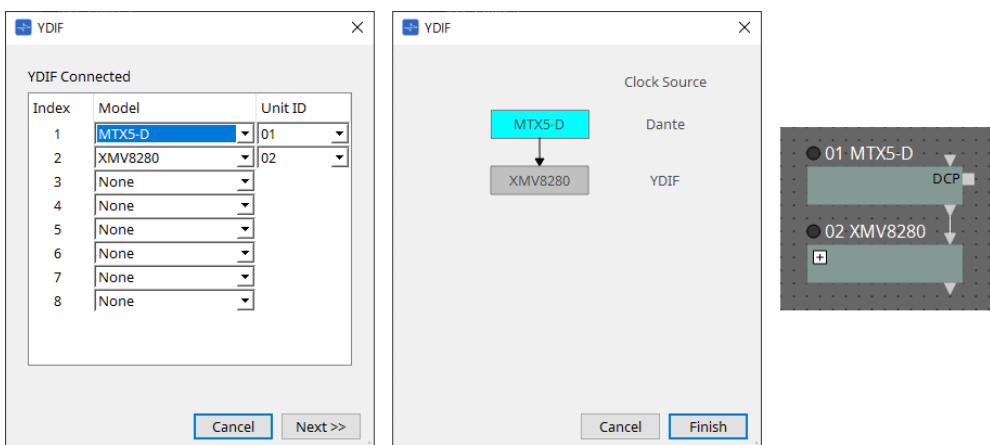 YDIF
YDIF Connected
Index Model Unit ID
1 MTX5-D 01
2 XMV8280 02
3 None
4 None
5 None
6 None
7 None
8 None
Cancel Next >>
YDIF
Clock Source
MTX5-D Dante
XMV8280 YDIF
Cancel Finish
01 MTX5-D
DCP
02 XMV8280